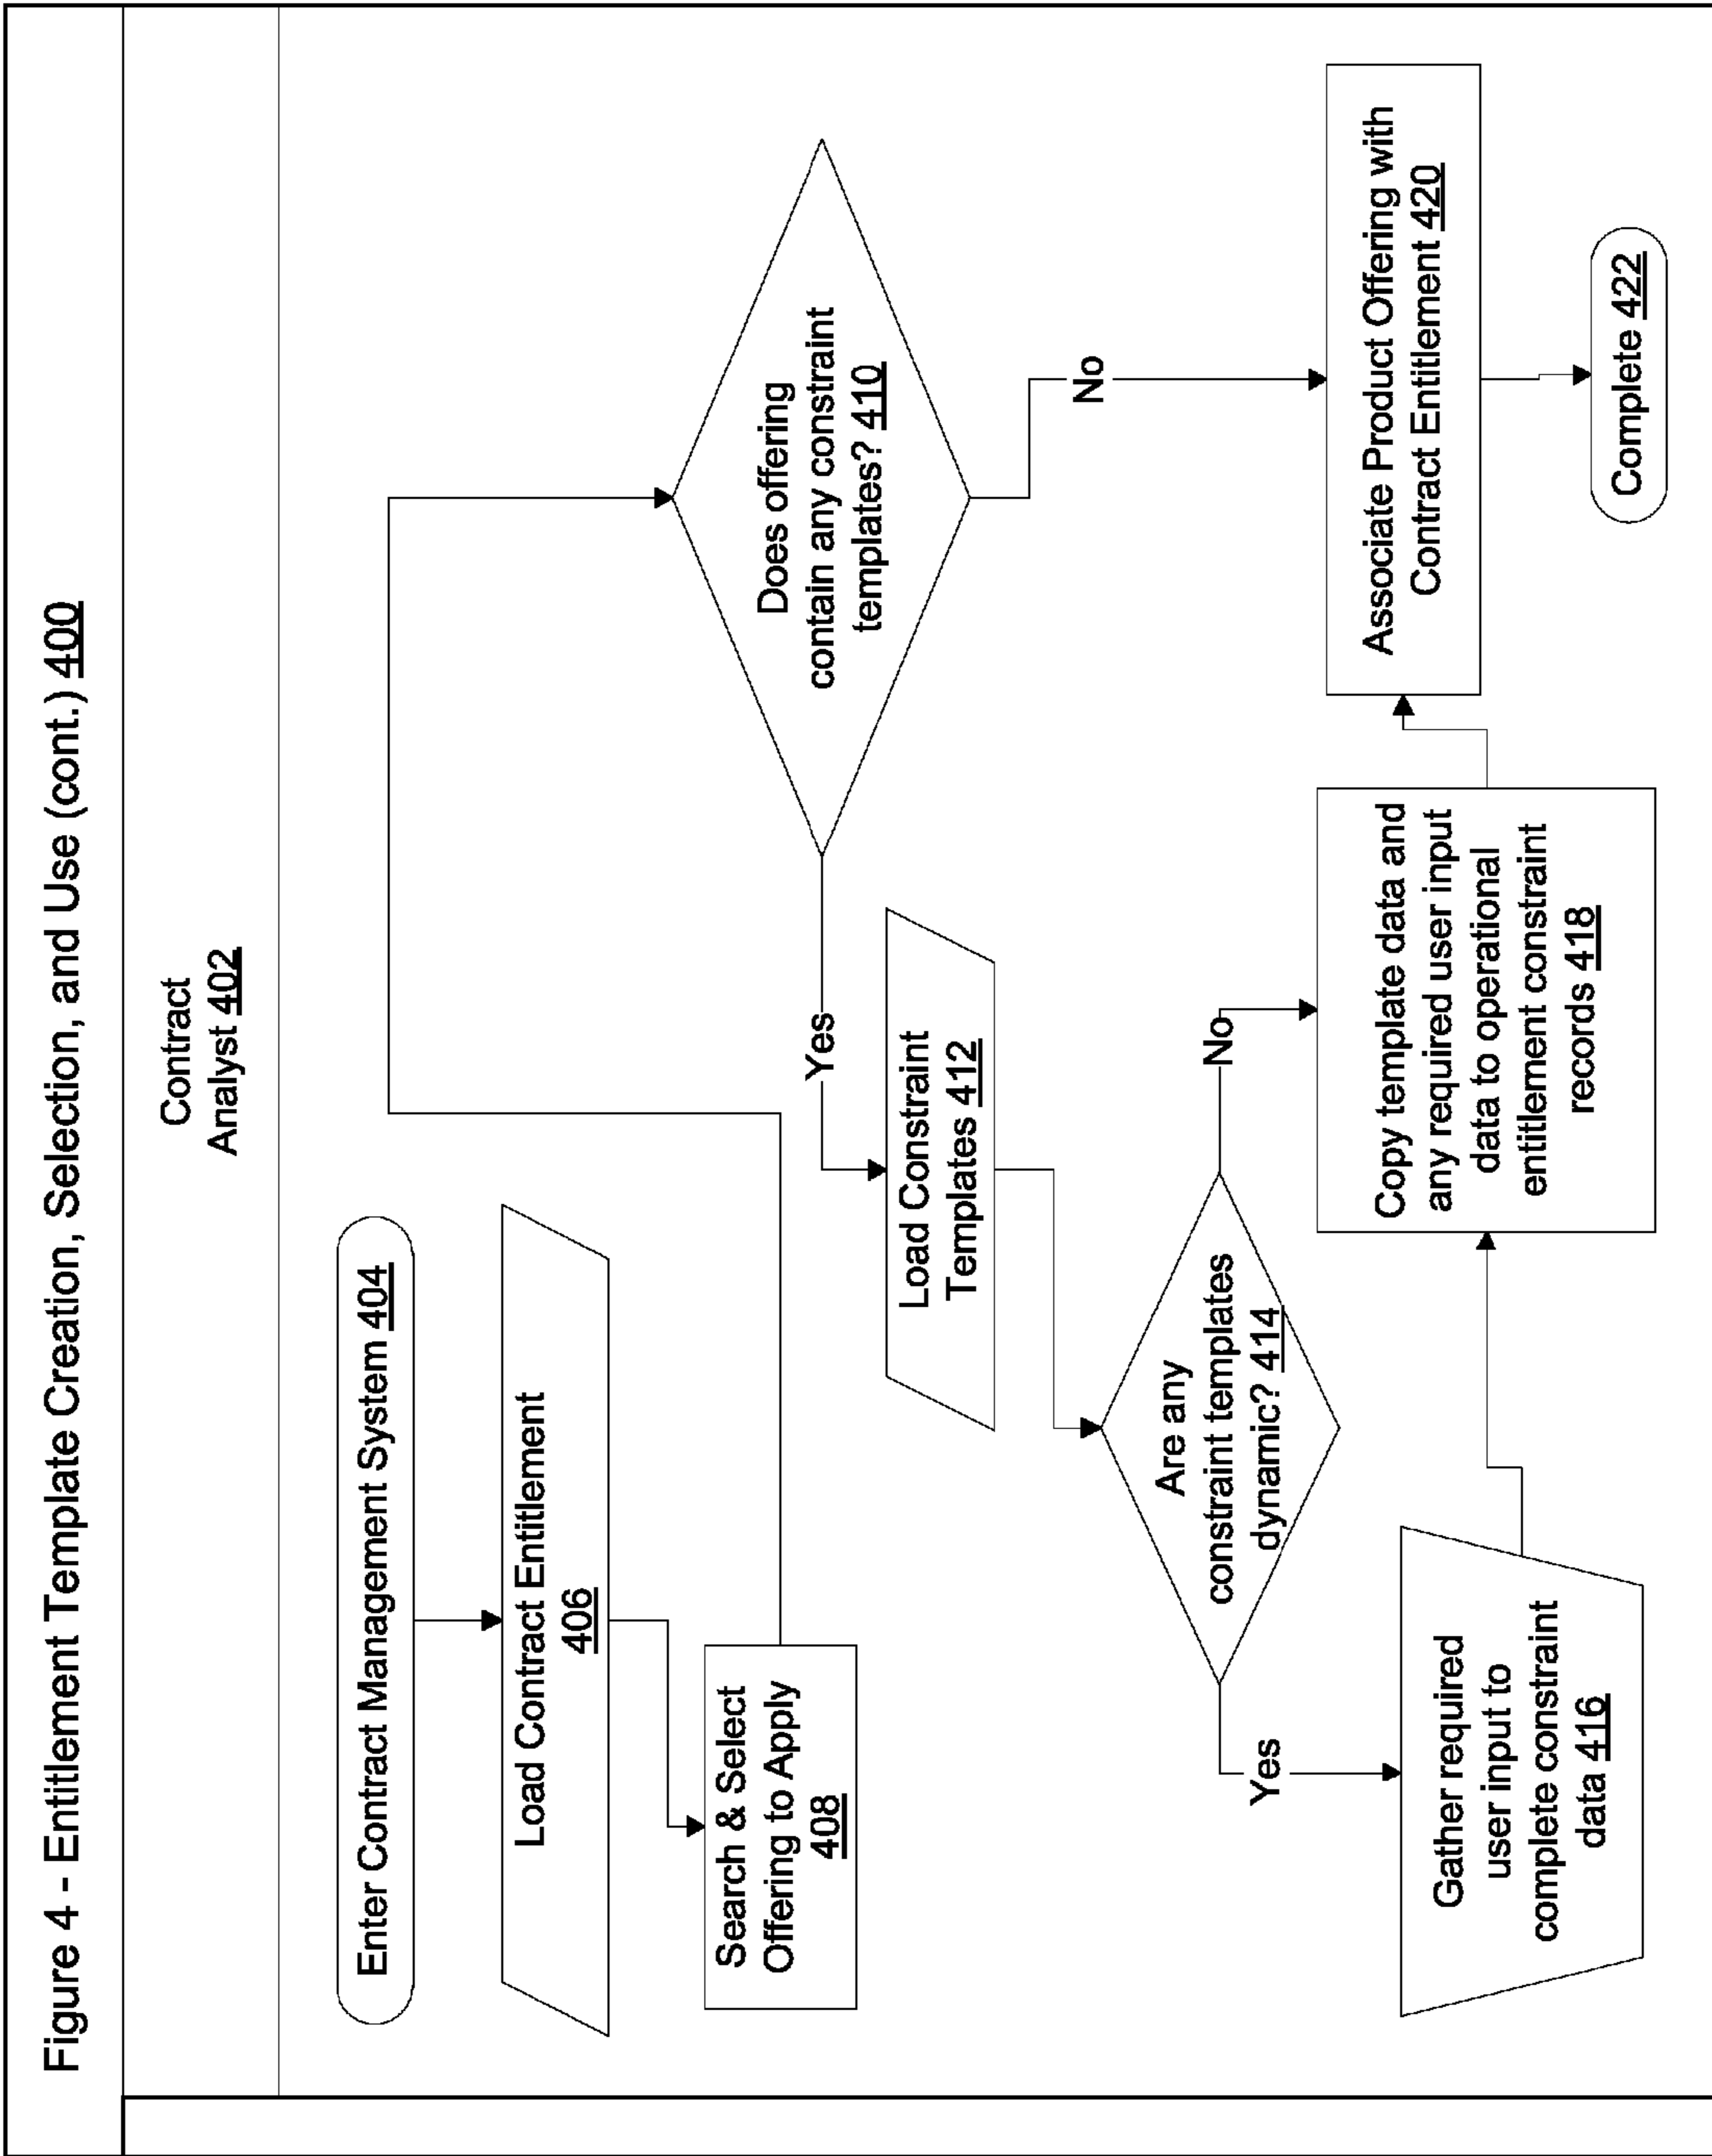 Figure 4 - Entitlement Template Creation, Selection, and Use (cont.) 400
Contract
Analyst 402
Enter Contract Management System 404
Load Contract Entitlement
406
Search & Select
Offering to Apply
408
Does offering
contain any constraint
templates? 410
Yes
No
Load Constraint
Templates 412
Are any
constraint templates
dynamic? 414
Yes
No
Gather required
user input to
complete constraint
data 416
Copy template data and
any required user input
data to operational
entitlement constraint
records 418
Associate Product Offering with
Contract Entitlement 420
Complete 422